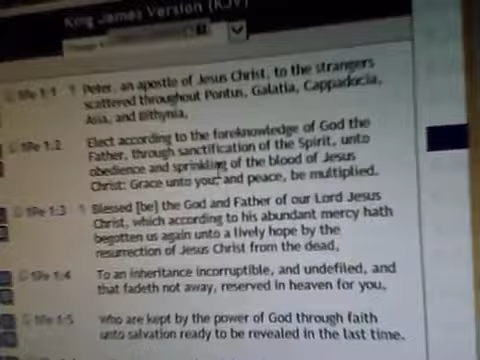 King James Version (KJV)
1Pe 1:1 ¶ Peter, an apostle of Jesus Christ, to the strangers
scattered throughout Pontus, Galatia, Cappadocia,
Asia, and Bithynia,
1Pe 1:2 Elect according to the foreknowledge of God the
Father, through sanctification of the Spirit, unto
obedience and sprinkling of the blood of Jesus
Christ: Grace unto you, and peace, be multiplied.
1Pe 1:3 ¶ Blessed [be] the God and Father of our Lord Jesus
Christ, which according to his abundant mercy hath
begotten us again unto a lively hope by the
resurrection of Jesus Christ from the dead,
1Pe 1:4 To an inheritance incorruptible, and undefiled, and
that fadeth not away, reserved in heaven for you,
1Pe 1:5 Who are kept by the power of God through faith
unto salvation ready to be revealed in the last time.